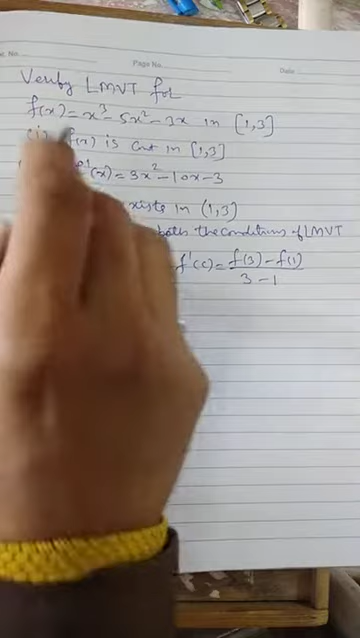 Page No.
Date
Verify LMVT for
f(x) = x³ - 5x² - 3x in [1,3]
f(x) is cnt in [1,3]
(x) = 3x² - 10x - 3
in (1,3)
the conditions of LMVT
f'(c) = f(3) - f(1) / 3 - 1